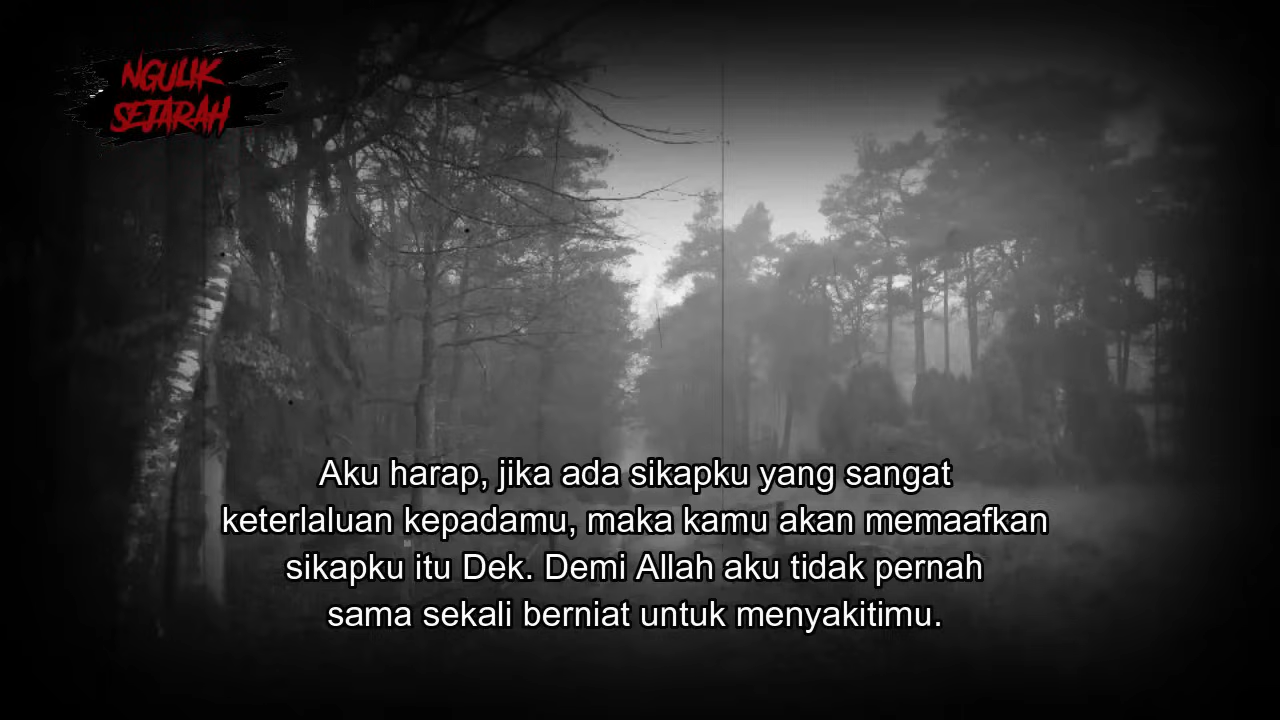 NGULIK
SEJARAH
Aku harap, jika ada sikapku yang sangat
keterlaluan kepadamu, maka kamu akan memaafkan
sikapku itu Dek. Demi Allah aku tidak pernah
sama sekali berniat untuk menyakitimu.